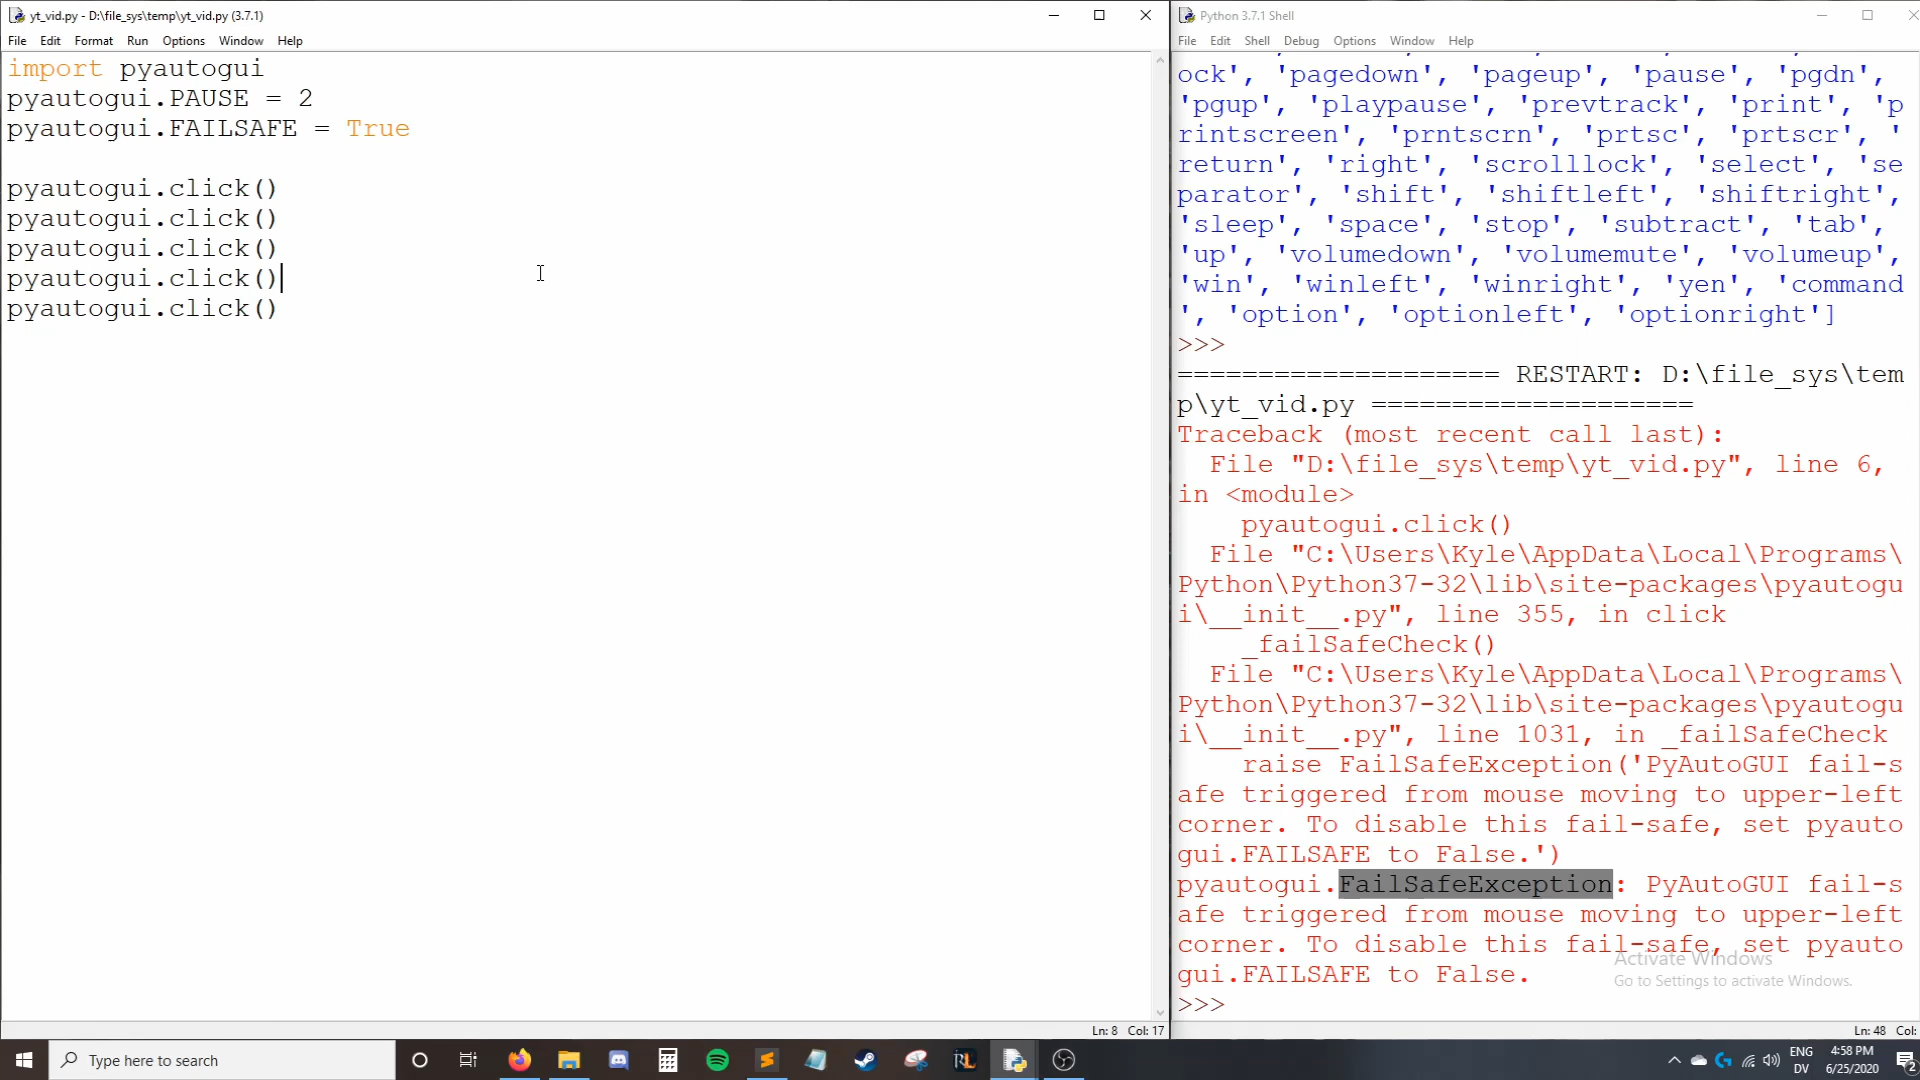 yt_vid.py - D:\file_sys\temp\yt_vid.py (3.7.1)
File Edit Format Run Options Window Help
import pyautogui
pyautogui.PAUSE = 2
pyautogui.FAILSAFE = True
pyautogui.click()
pyautogui.click()
pyautogui.click()
pyautogui.click()
pyautogui.click()
Ln: 8 Col: 17
Python 3.7.1 Shell
File Edit Shell Debug Options Window Help
ock', 'pagedown', 'pageup', 'pause', 'pgdn',
'pgup', 'playpause', 'prevtrack', 'print', 'p
rintscreen', 'prntscrn', 'prtsc', 'prtscr', '
return', 'right', 'scrolllock', 'select', 'se
parator', 'shift', 'shiftleft', 'shiftright',
'sleep', 'space', 'stop', 'subtract', 'tab',
'up', 'volumedown', 'volumemute', 'volumeup',
'win', 'winleft', 'winright', 'yen', 'command
', 'option', 'optionleft', 'optionright']
>>>
==================== RESTART: D:\file_sys\tem
p\yt_vid.py ====================
Traceback (most recent call last):
File "D:\file_sys\temp\yt_vid.py", line 6,
in <module>
pyautogui.click()
File "C:\Users\Kyle\AppData\Local\Programs\
Python\Python37-32\lib\site-packages\pyautogu
i\__init__.py", line 355, in click
_failSafeCheck()
File "C:\Users\Kyle\AppData\Local\Programs\
Python\Python37-32\lib\site-packages\pyautogu
i\__init__.py", line 1031, in _failSafeCheck
raise FailSafeException('PyAutoGUI fail-s
afe triggered from mouse moving to upper-left
corner. To disable this fail-safe, set pyauto
gui.FAILSAFE to False.')
pyautogui.FailSafeException: PyAutoGUI fail-s
afe triggered from mouse moving to upper-left
corner. To disable this fail-safe, set pyauto
gui.FAILSAFE to False.
>>>
Activate Windows
Go to Settings to activate Windows.
Ln: 48 Col:
Type here to search
ENG
DV
4:58 PM
6/25/2020
2